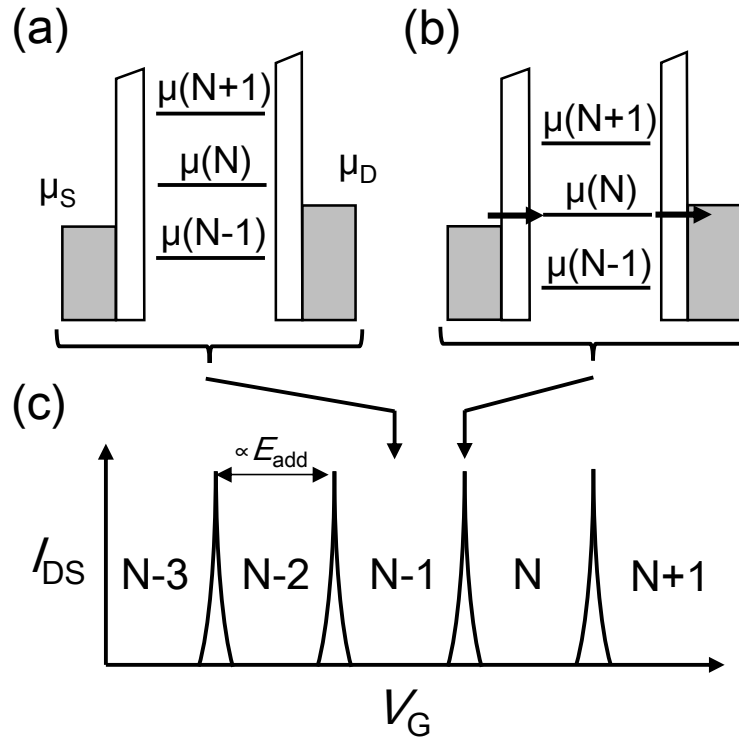 (a)
μ(N+1)
μ(N)
μ(N-1)
μS
μD
(b)
μ(N+1)
μ(N)
μ(N-1)
(c)
∝ Eadd
IDS
N-3
N-2
N-1
N
N+1
VG